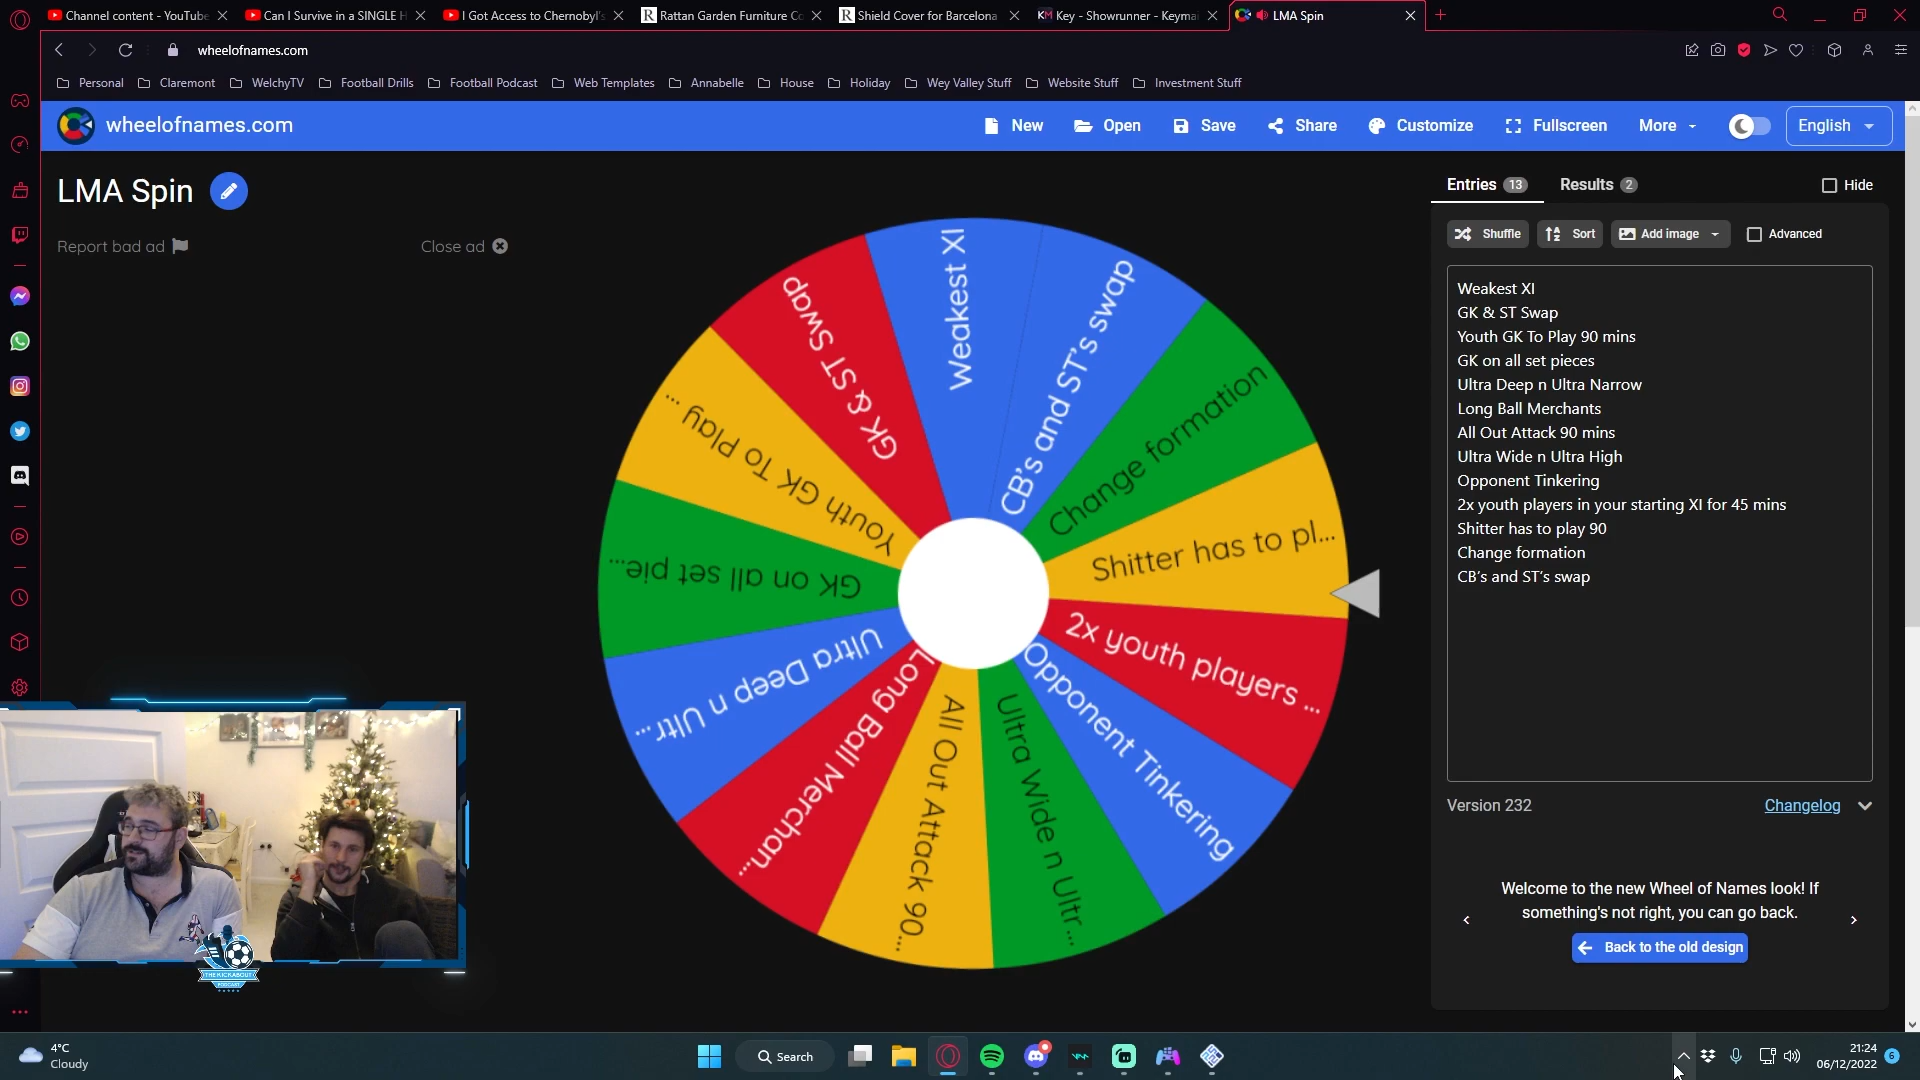 Channel content - YouTube
Can I Survive in a SINGLE H
I Got Access to Chernobyl's
Rattan Garden Furniture Co
Shield Cover for Barcelona
Key - Showrunner - Keymai
LMA Spin
wheelofnames.com
Personal
Claremont
WelchyTV
Football Drills
Football Podcast
Web Templates
Annabelle
House
Holiday
Wey Valley Stuff
Website Stuff
Investment Stuff
wheelofnames.com
New
Open
Save
Share
Customize
Fullscreen
More
English
LMA Spin
Report bad ad
Close ad
Weakest XI
CB's and ST's swap
Change formation
Shitter has to pl...
2x youth players ...
Opponent Tinkering
Ultra Wide n Ultr...
All Out Attack 90...
Long Ball Merchan...
Ultra Deep n Ultr...
GK on all set pie...
Youth GK To Play ...
GK & ST Swap
Entries 13
Results 2
Hide
Shuffle
Sort
Add image
Advanced
Weakest XI
GK & ST Swap
Youth GK To Play 90 mins
GK on all set pieces
Ultra Deep n Ultra Narrow
Long Ball Merchants
All Out Attack 90 mins
Ultra Wide n Ultra High
Opponent Tinkering
2x youth players in your starting XI for 45 mins
Shitter has to play 90
Change formation
CB's and ST's swap
Version 232
Changelog
Welcome to the new Wheel of Names look! If
something's not right, you can go back.
Back to the old design
THE KICKABOUT
PODCAST
4°C
Cloudy
Search
21:24
06/12/2022
6